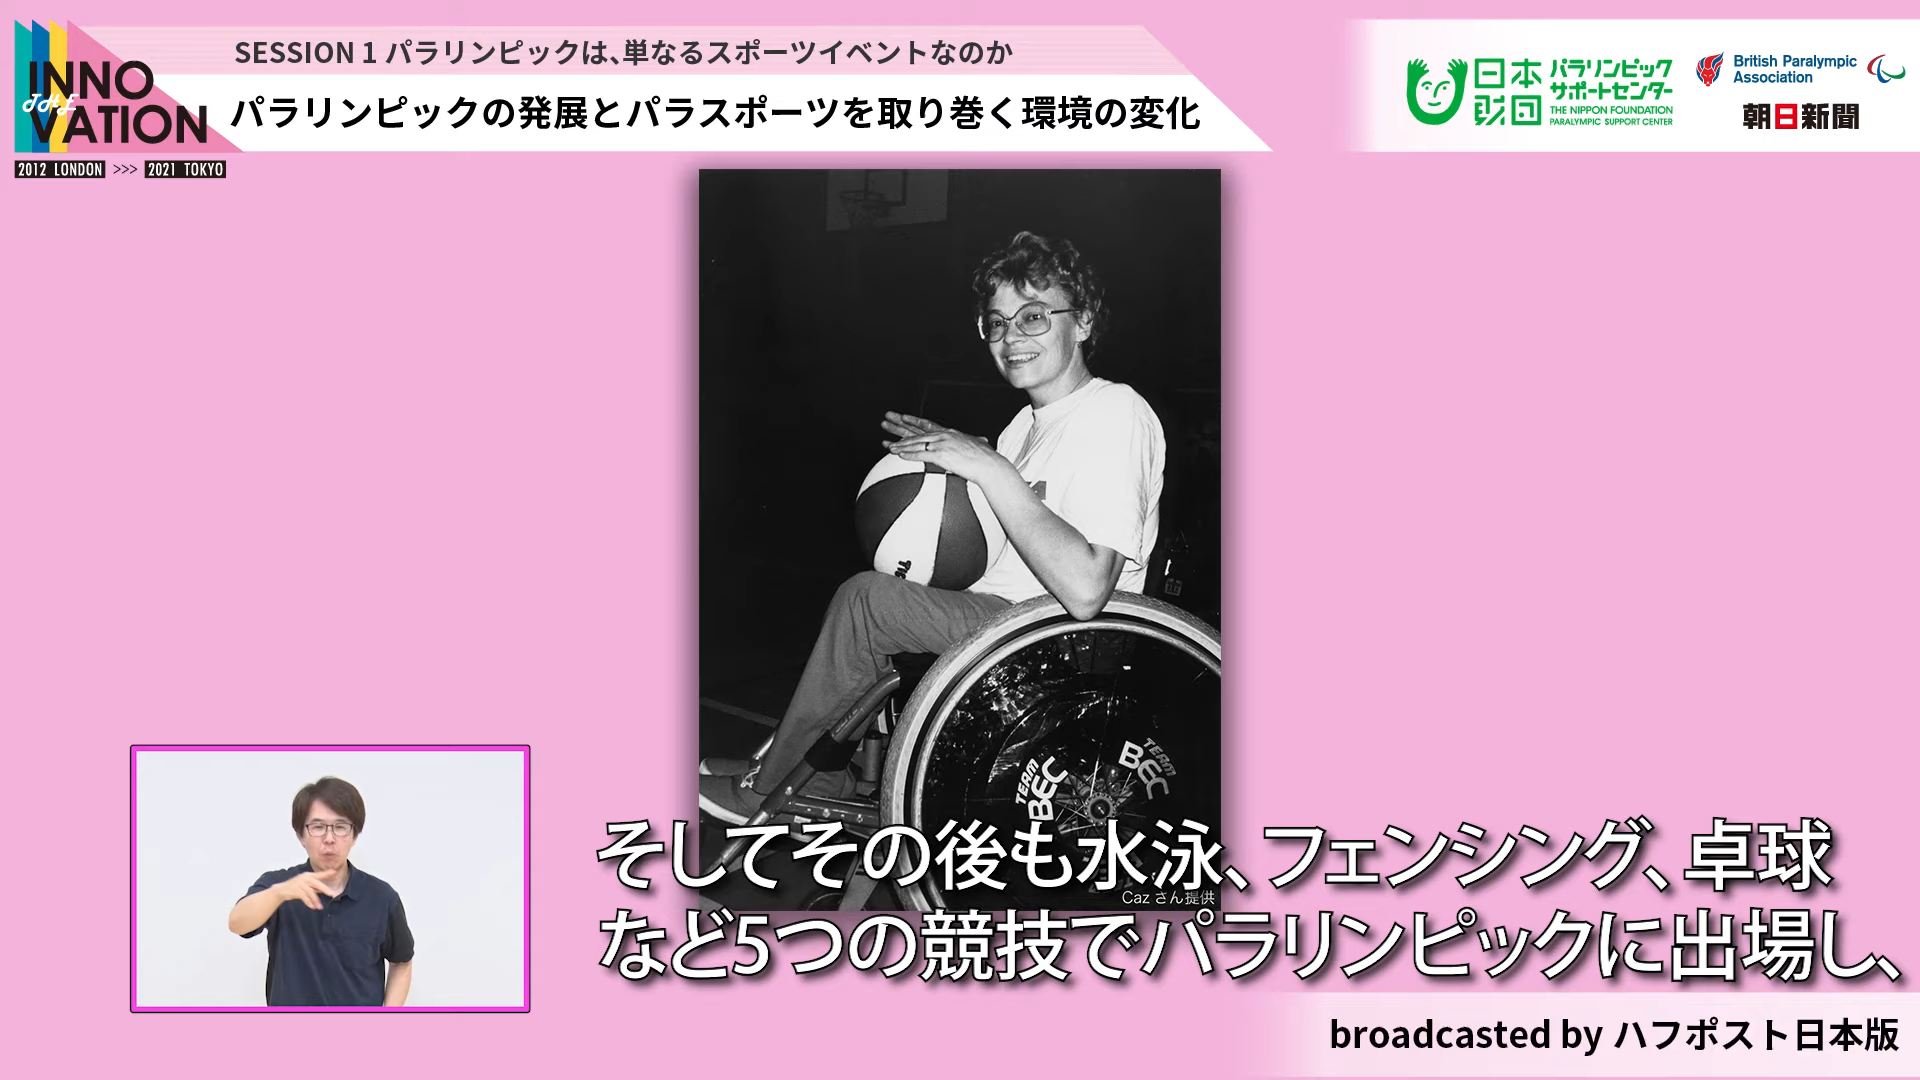 SESSION 1 パラリンピックは、単なるスポーツイベントなのか
パラリンピックの発展とパラスポーツを取り巻く環境の変化
INNO
THE
VATION
2012 LONDON >>> 2021 TOKYO
日本財団
パラリンピック
サポートセンター
THE NIPPON FOUNDATION
PARALYMPIC SUPPORT CENTER
British Paralympic
Association
朝日新聞
TEAM
BEC
TEAM
BEC
Caz さん提供
そしてその後も水泳、フェンシング、卓球
など5つの競技でパラリンピックに出場し、
broadcasted by ハフポスト日本版